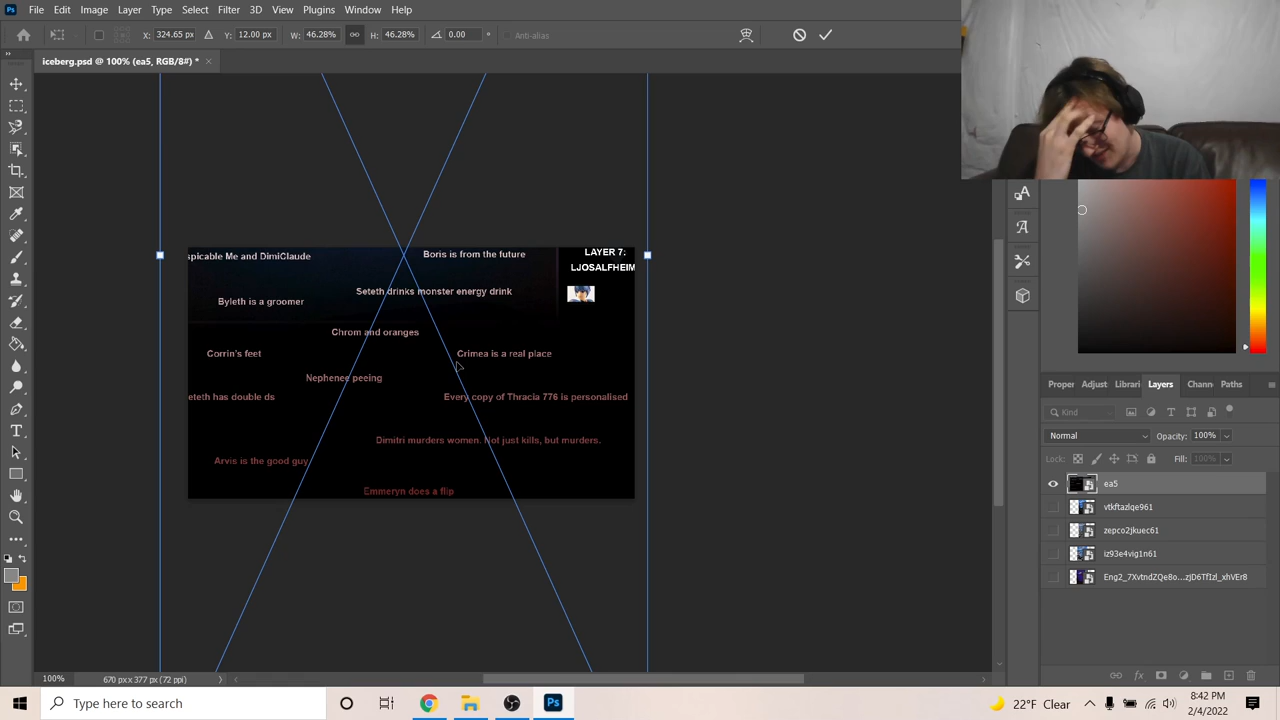 Ps File Edit Image Layer Type Select Filter 3D View Plugins Window Help
X: 324.65 px Y: 12.00 px W: 46.28% H: 46.28% 0.00 ° Anti-alias
iceberg.psd @ 100% (ea5, RGB/8#) * ×
spicable Me and DimiClaude
Boris is from the future
LAYER 7:
LJOSALFHEIM
Seteth drinks monster energy drink
Byleth is a groomer
Chrom and oranges
Corrin's feet
Crimea is a real place
Nephenee peeing
eteth has double ds
Every copy of Thracia 776 is personalised
Dimitri murders women. Not just kills, but murders.
Arvis is the good guy
Emmeryn does a flip
Proper Adjust Librari Layers Chann Paths
Kind
Normal Opacity: 100%
Lock: Fill: 100%
ea5
vtkftazlqe961
zepco2jkuec61
iz93e4vig1n61
Eng2_7XvtndZQe8o...zjD6TfIzl_xhVEr8
100% 670 px x 377 px (72 ppi)
Type here to search
Ps
22°F Clear
8:42 PM
2/4/2022